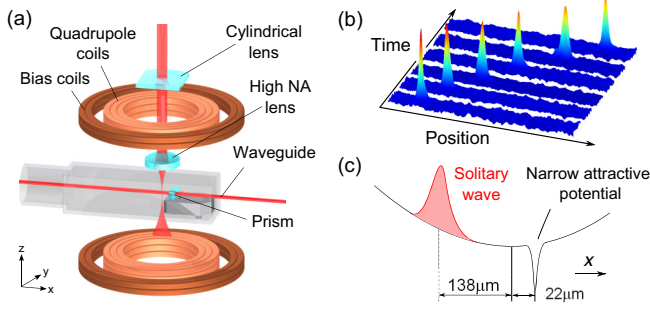 (a)
Quadrupole
coils
Bias coils
Cylindrical
lens
High NA
lens
Waveguide
Prism
z
y
x
(b)
Time
Position
(c)
Solitary
wave
Narrow attractive
potential
x
138μm
22μm